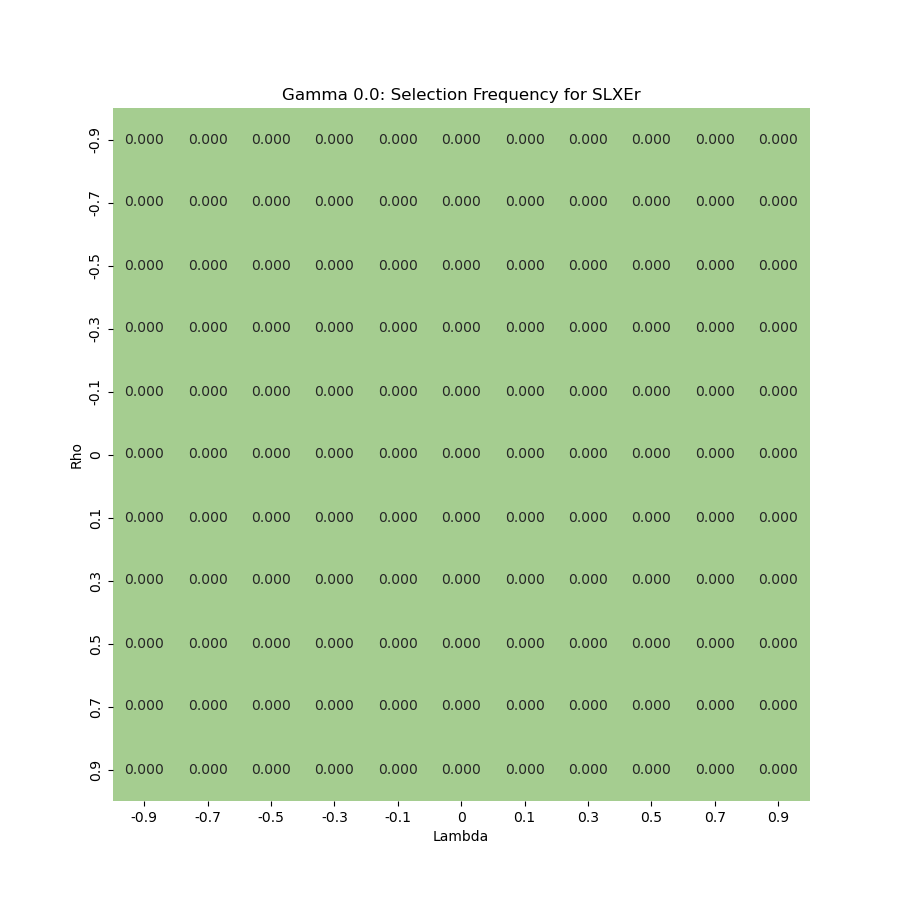 Gamma 0.0: Selection Frequency for SLXEr
-0.9 0.000 0.000 0.000 0.000 0.000 0.000 0.000 0.000 0.000 0.000 0.000
-0.7 0.000 0.000 0.000 0.000 0.000 0.000 0.000 0.000 0.000 0.000 0.000
-0.5 0.000 0.000 0.000 0.000 0.000 0.000 0.000 0.000 0.000 0.000 0.000
-0.3 0.000 0.000 0.000 0.000 0.000 0.000 0.000 0.000 0.000 0.000 0.000
-0.1 0.000 0.000 0.000 0.000 0.000 0.000 0.000 0.000 0.000 0.000 0.000
Rho
0 0.000 0.000 0.000 0.000 0.000 0.000 0.000 0.000 0.000 0.000 0.000
0.1 0.000 0.000 0.000 0.000 0.000 0.000 0.000 0.000 0.000 0.000 0.000
0.3 0.000 0.000 0.000 0.000 0.000 0.000 0.000 0.000 0.000 0.000 0.000
0.5 0.000 0.000 0.000 0.000 0.000 0.000 0.000 0.000 0.000 0.000 0.000
0.7 0.000 0.000 0.000 0.000 0.000 0.000 0.000 0.000 0.000 0.000 0.000
0.9 0.000 0.000 0.000 0.000 0.000 0.000 0.000 0.000 0.000 0.000 0.000
-0.9 -0.7 -0.5 -0.3 -0.1 0 0.1 0.3 0.5 0.7 0.9
Lambda